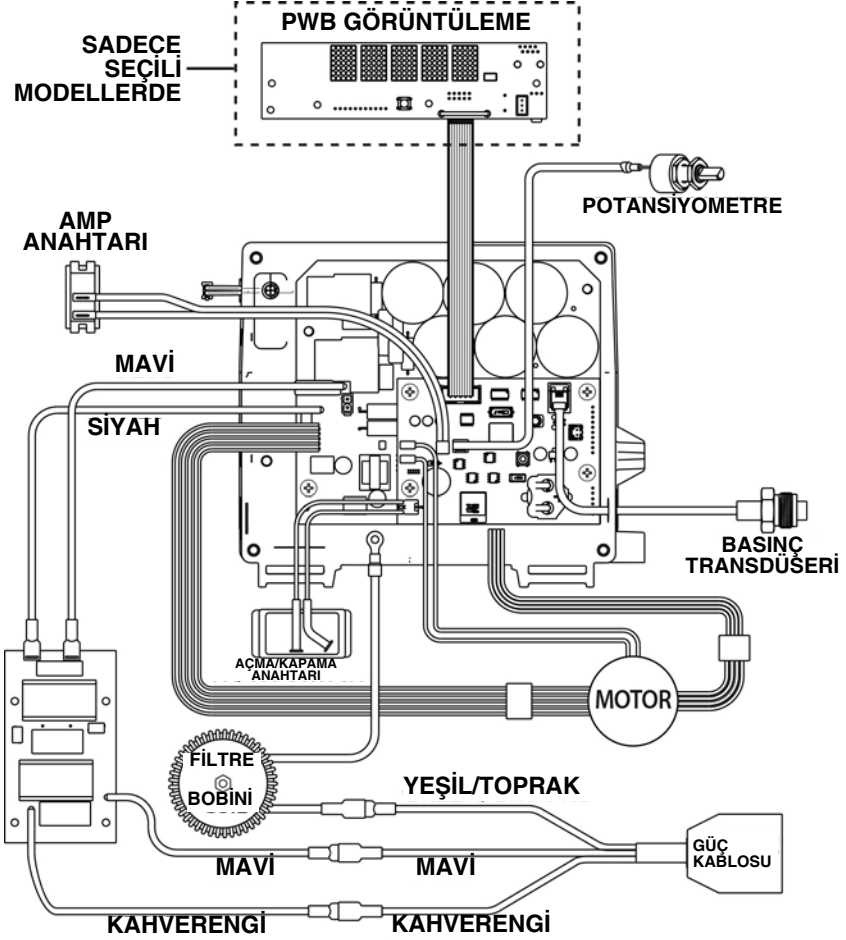 PWB GÖRÜNTÜLEME
SADECE
SEÇİLİ
MODELLERDE
POTANSİYOMETRE
AMP
ANAHTARI
MAVİ
SİYAH
BASINÇ
TRANSDÜSERİ
AÇMA/KAPAMA
ANAHTARI
MOTOR
FİLTRE
BOBİNİ
YEŞİL/TOPRAK
GÜÇ
KABLOSU
MAVİ
MAVİ
KAHVERENGİ
KAHVERENGİ